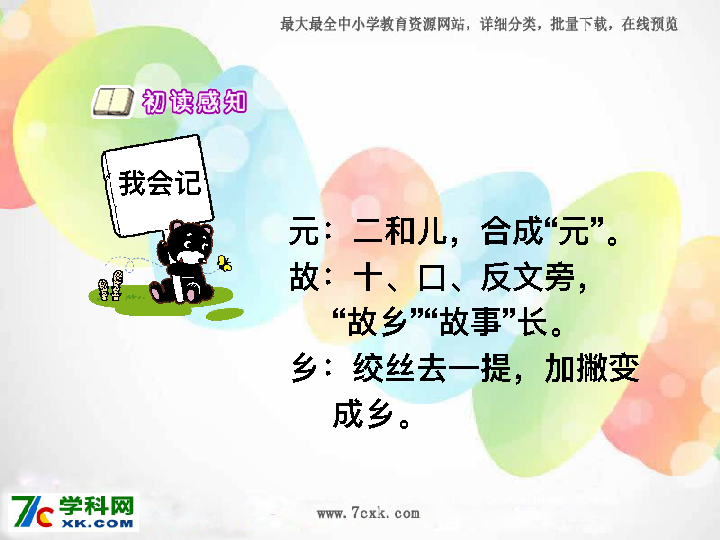 最大最全中小学教育资源网站，详细分类，批量下载，在线预览
初读感知
我会记
元：二和儿，合成“元”。
故：十、口、反文旁，
“故乡”“故事”长。
乡：绞丝去一提，加撇变
成乡。
7c学科网
XK.COM
www.7cxk.com